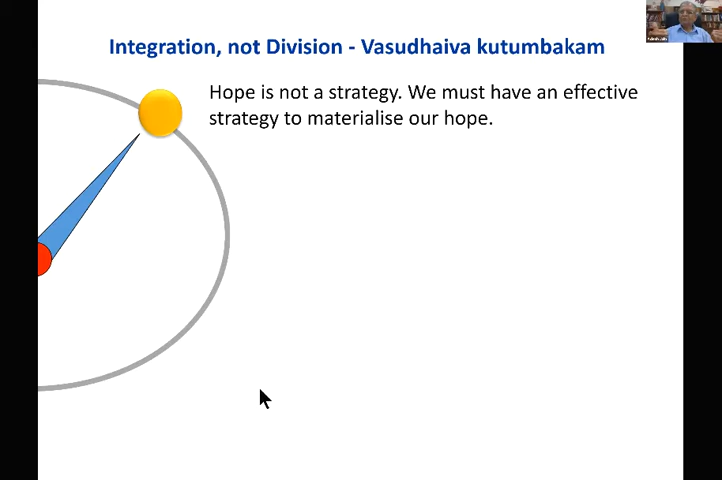 Integration, not Division - Vasudhaiva kutumbakam
Hope is not a strategy. We must have an effective
strategy to materialise our hope.